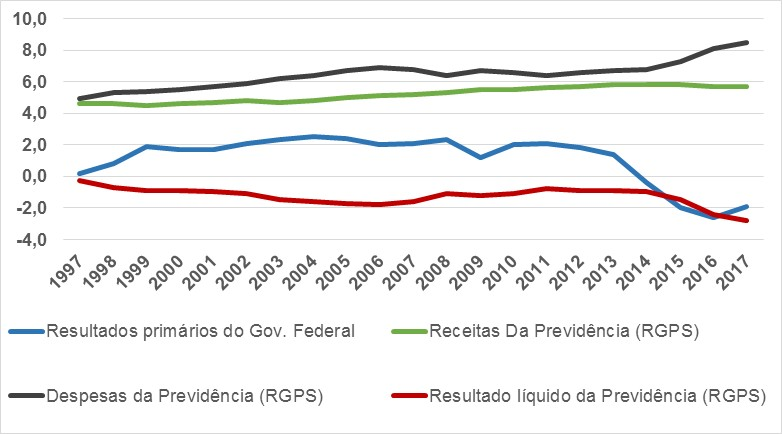 10,0
8,0
6,0
4,0
2,0
0,0
-2,0
-4,0
1997 1998 1999 2000 2001 2002 2003 2004 2005 2006 2007 2008 2009 2010 2011 2012 2013 2014 2015 2016 2017
Resultados primários do Gov. Federal Receitas Da Previdência (RGPS)
Despesas da Previdência (RGPS) Resultado líquido da Previdência (RGPS)